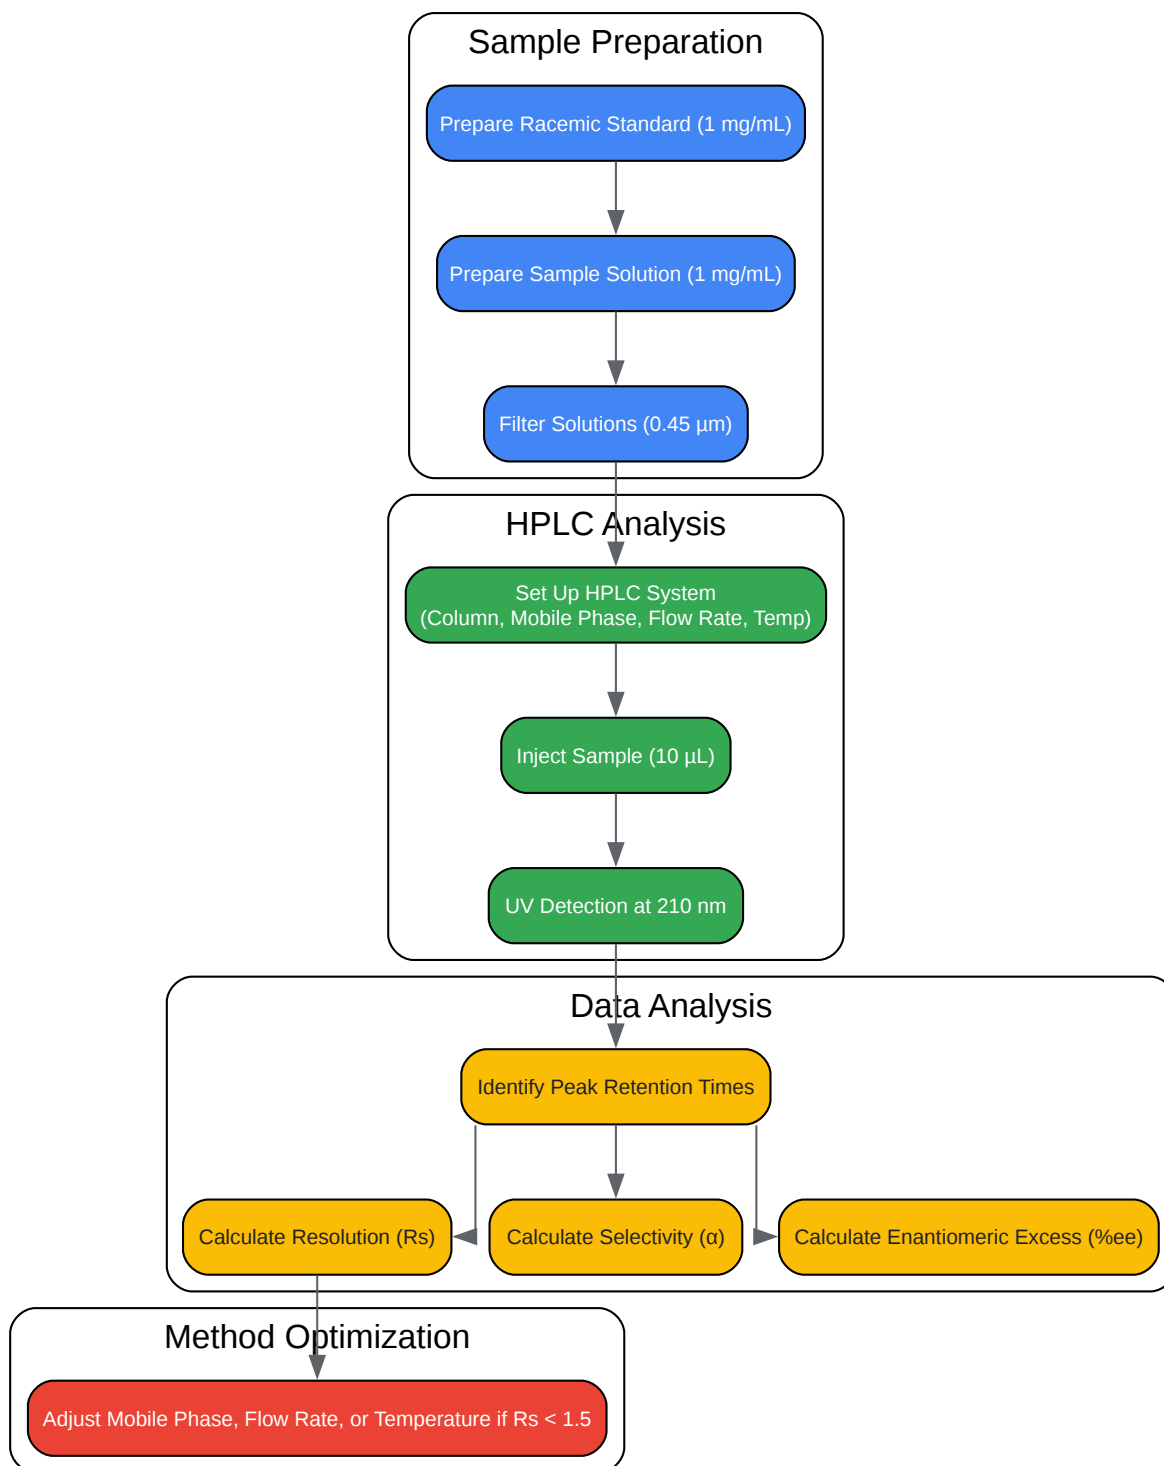 Sample Preparation
Prepare Racemic Standard (1 mg/mL)
Prepare Sample Solution (1 mg/mL)
Filter Solutions (0.45 µm)
HPLC Analysis
Set Up HPLC System
(Column, Mobile Phase, Flow Rate, Temp)
Inject Sample (10 µL)
UV Detection at 210 nm
Data Analysis
Identify Peak Retention Times
Calculate Resolution (Rs)
Calculate Selectivity (α)
Calculate Enantiomeric Excess (%ee)
Method Optimization
Adjust Mobile Phase, Flow Rate, or Temperature if Rs < 1.5